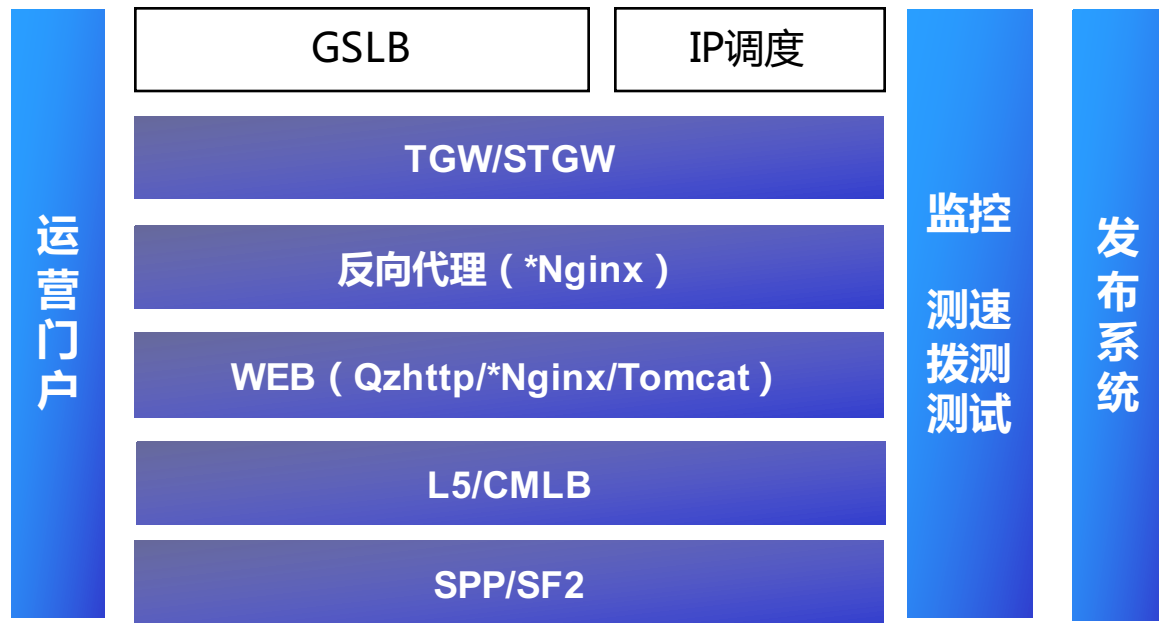 运
营
门
户
GSLB
IP调度
TGW/STGW
反向代理（*Nginx）
WEB（Qzhttp/*Nginx/Tomcat）
L5/CMLB
SPP/SF2
监控
测速
拨测
测试
发
布
系
统